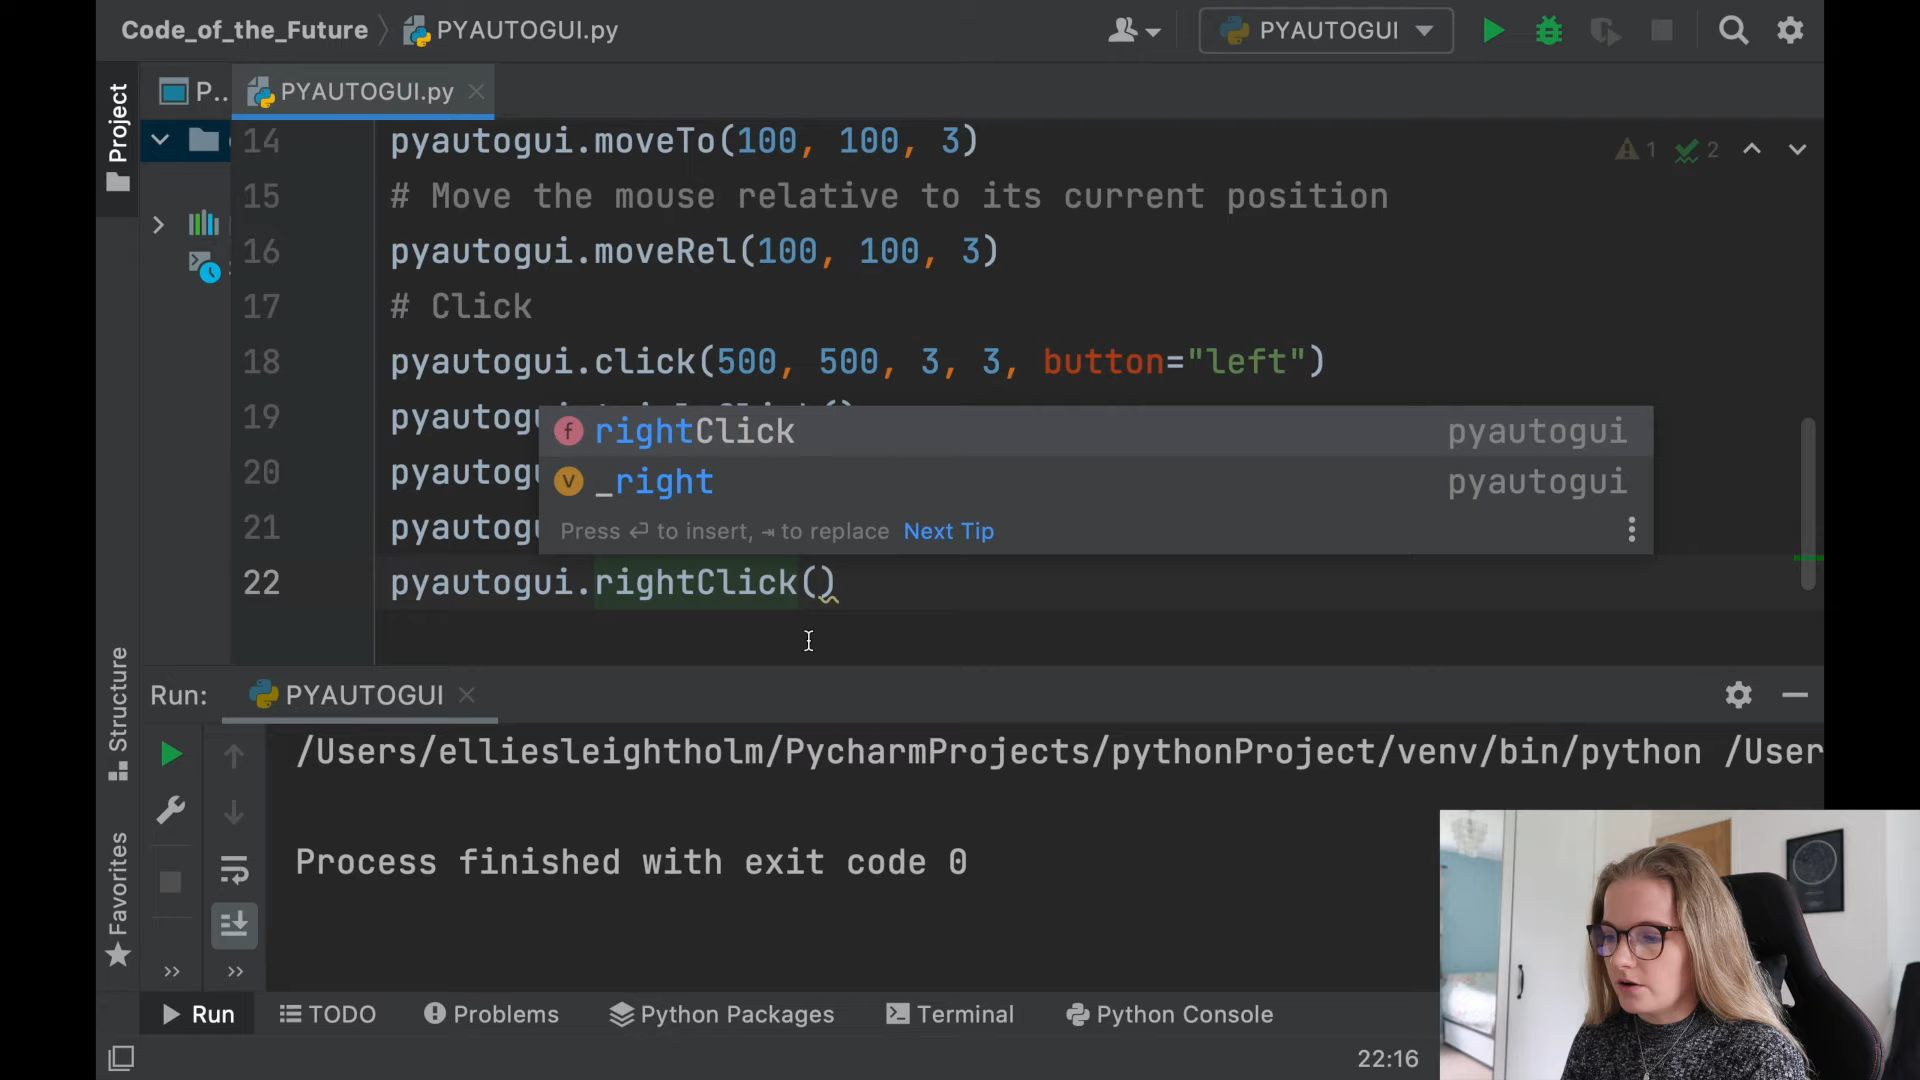 Code_of_the_Future
PYAUTOGUI.py
PYAUTOGUI
Project
P..
PYAUTOGUI.py
14 pyautogui.moveTo(100, 100, 3)
1
2
15 # Move the mouse relative to its current position
16 pyautogui.moveRel(100, 100, 3)
17 # Click
18 pyautogui.click(500, 500, 3, 3, button="left")
19
rightClick pyautogui
20
_right pyautogui
21
Press ⏎ to insert, ⇥ to replace Next Tip
22 pyautogui.rightClick()
Structure
Favorites
Run: PYAUTOGUI
/Users/elliesleightholm/PycharmProjects/pythonProject/venv/bin/python /User
Process finished with exit code 0
Run TODO Problems Python Packages Terminal Python Console
22:16